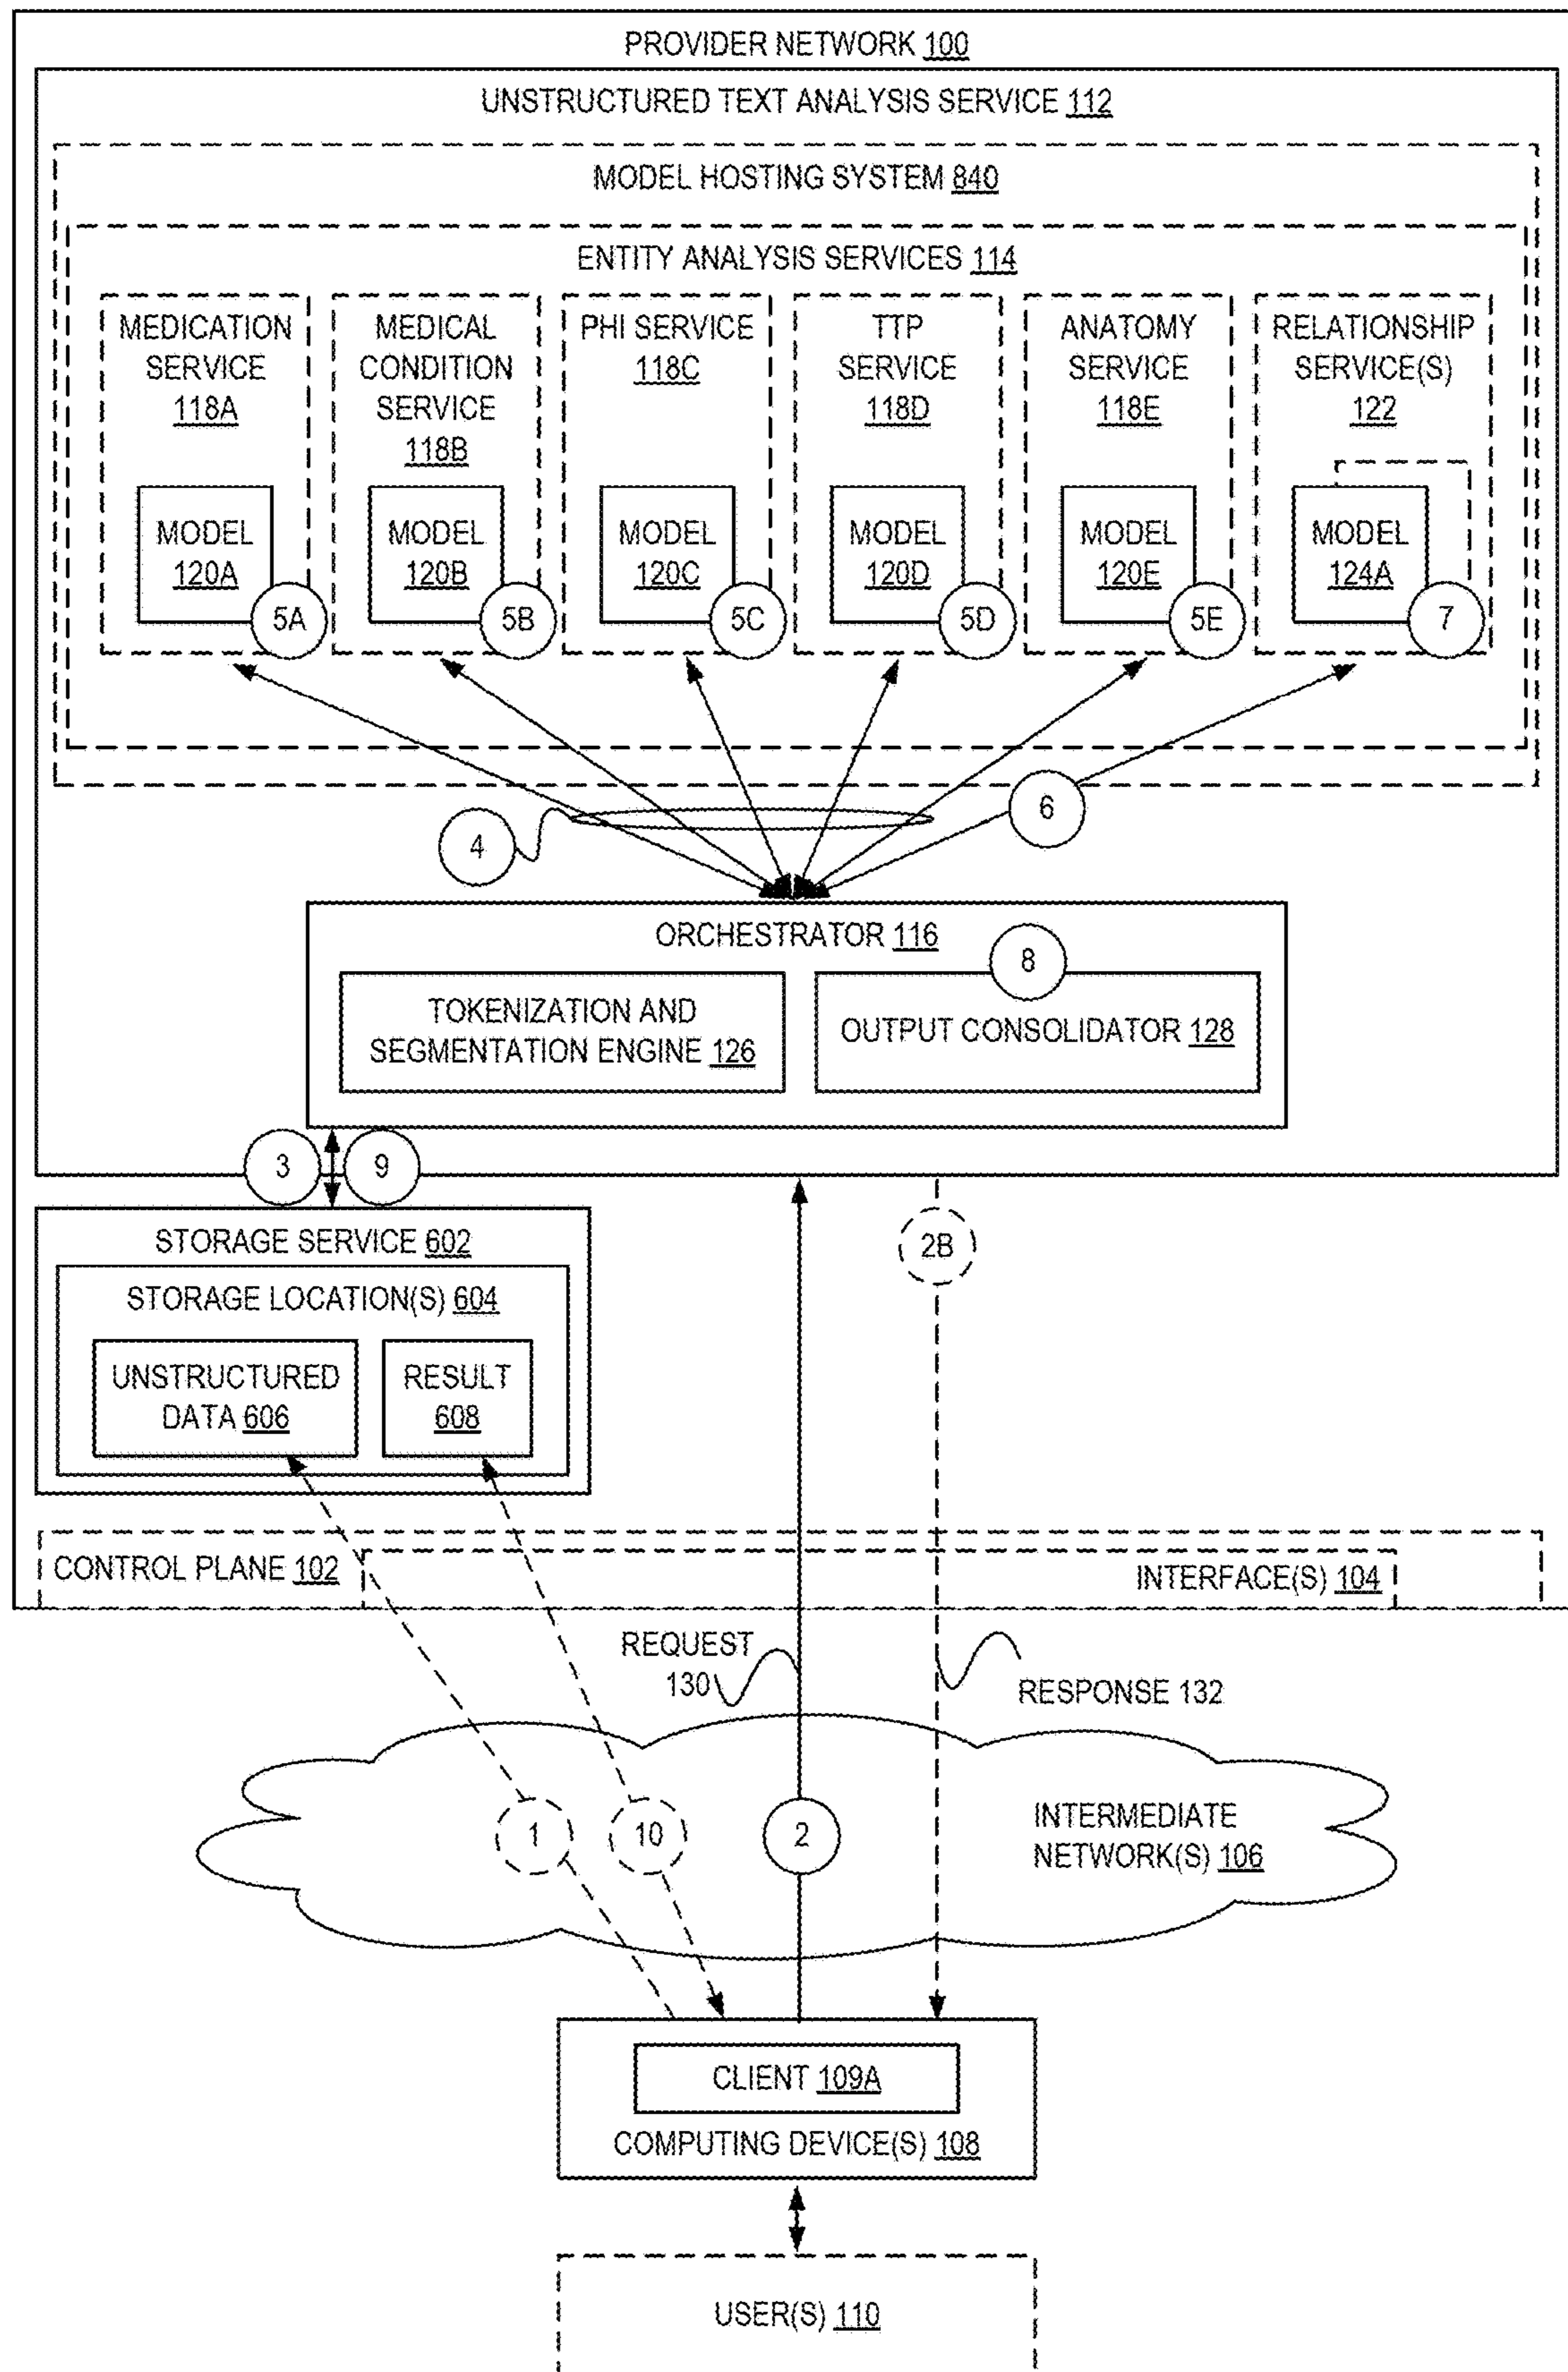 PROVIDER NETWORK 100
UNSTRUCTURED TEXT ANALYSIS SERVICE 112
MODEL HOSTING SYSTEM 840
ENTITY ANALYSIS SERVICES 114
MEDICATION
SERVICE
118A
MODEL
120A
5A
MEDICAL
CONDITION
SERVICE
118B
MODEL
120B
5B
PHI SERVICE
118C
MODEL
120C
5C
TTP
SERVICE
118D
MODEL
120D
5D
ANATOMY
SERVICE
118E
MODEL
120E
5E
RELATIONSHIP
SERVICE(S)
122
MODEL
124A
7
4
6
ORCHESTRATOR 116
8
TOKENIZATION AND
SEGMENTATION ENGINE 126
OUTPUT CONSOLIDATOR 128
3
9
STORAGE SERVICE 602
STORAGE LOCATION(S) 604
UNSTRUCTURED
DATA 606
RESULT
608
2B
CONTROL PLANE 102
INTERFACE(S) 104
REQUEST
130
RESPONSE 132
1
10
2
INTERMEDIATE
NETWORK(S) 106
CLIENT 109A
COMPUTING DEVICE(S) 108
USER(S) 110